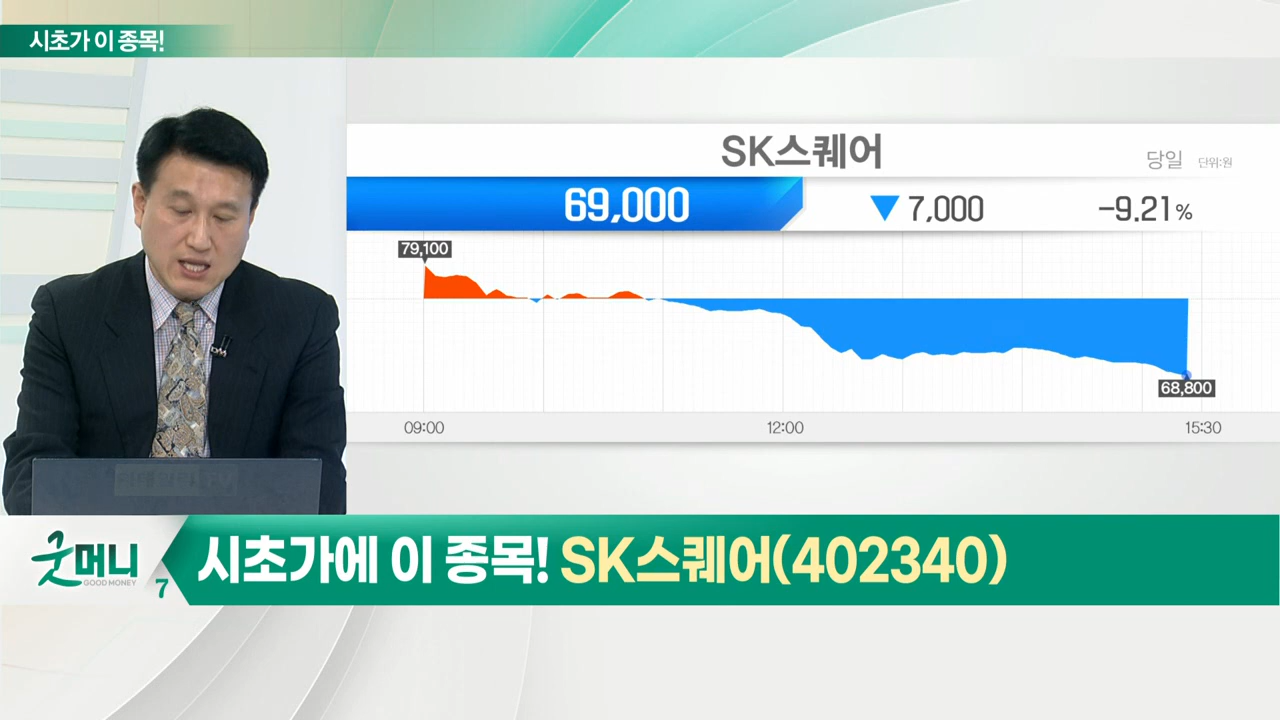 시초가 이 종목!
SK스퀘어
당일 단위:원
69,000 ▼ 7,000 -9.21%
79,100
68,800
09:00 12:00 15:30
굿머니
GOOD MONEY
7
시초가에 이 종목! SK스퀘어(402340)